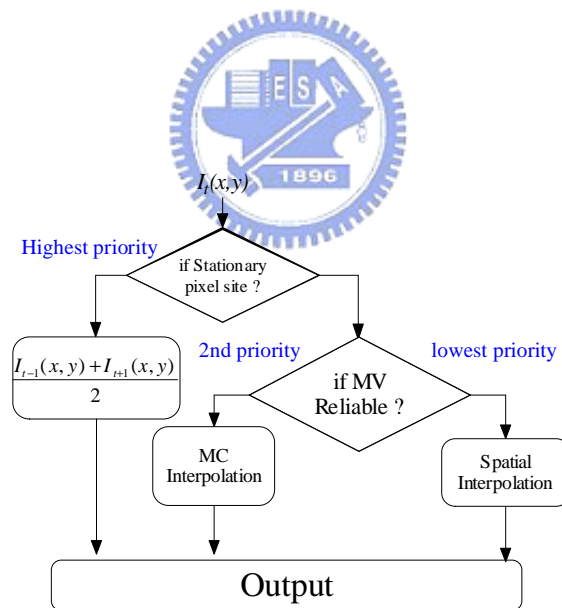 E S A
1896
I_t(x,y)
Highest priority
if Stationary
pixel site ?
I_{t-1}(x, y) + I_{t+1}(x, y)
2
2nd priority
lowest priority
if MV
Reliable ?
MC
Interpolation
Spatial
Interpolation
Output